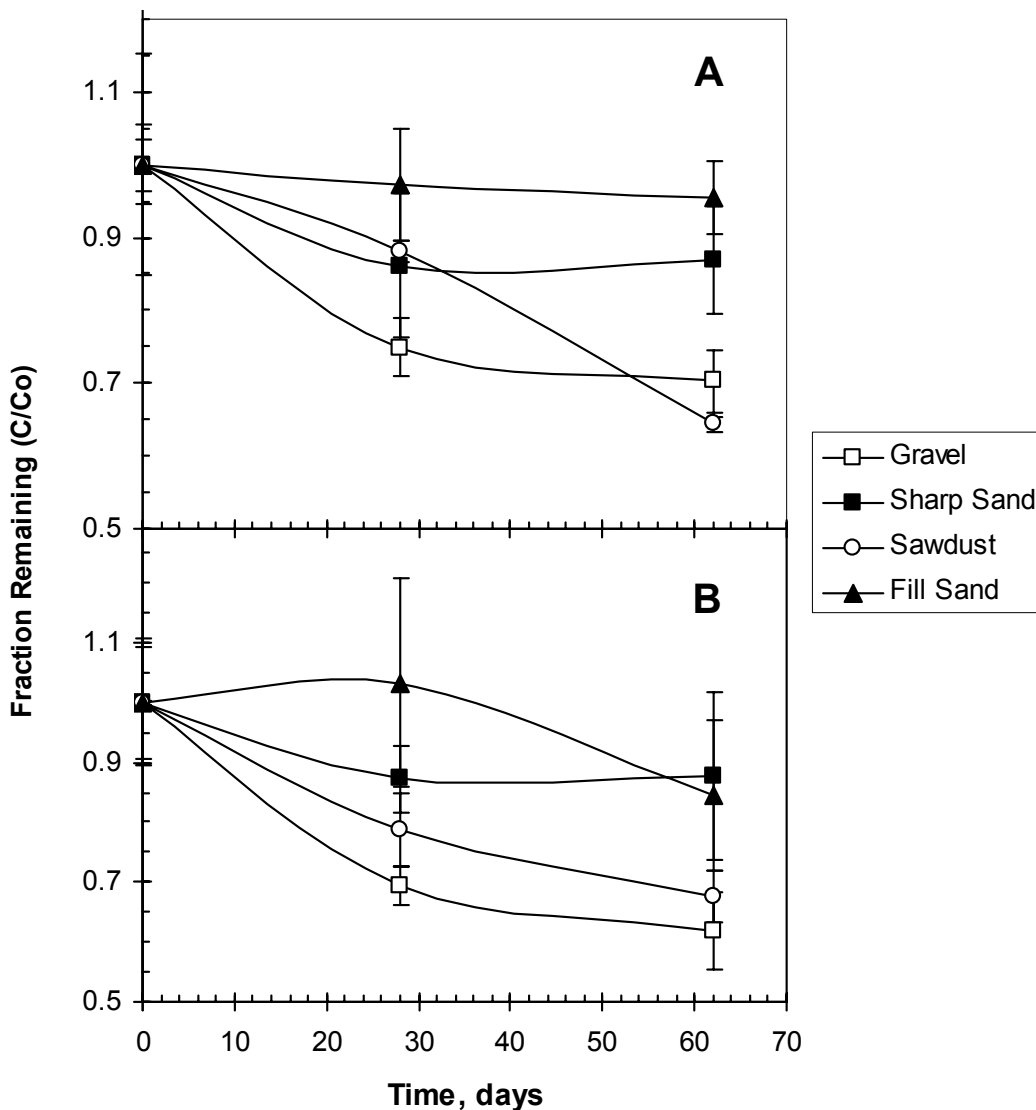 A
1.1
0.9
0.7
0.5
B
1.1
0.9
0.7
0.5
0 10 20 30 40 50 60 70
Time, days
Fraction Remaining (C/Co)
Gravel
Sharp Sand
Sawdust
Fill Sand